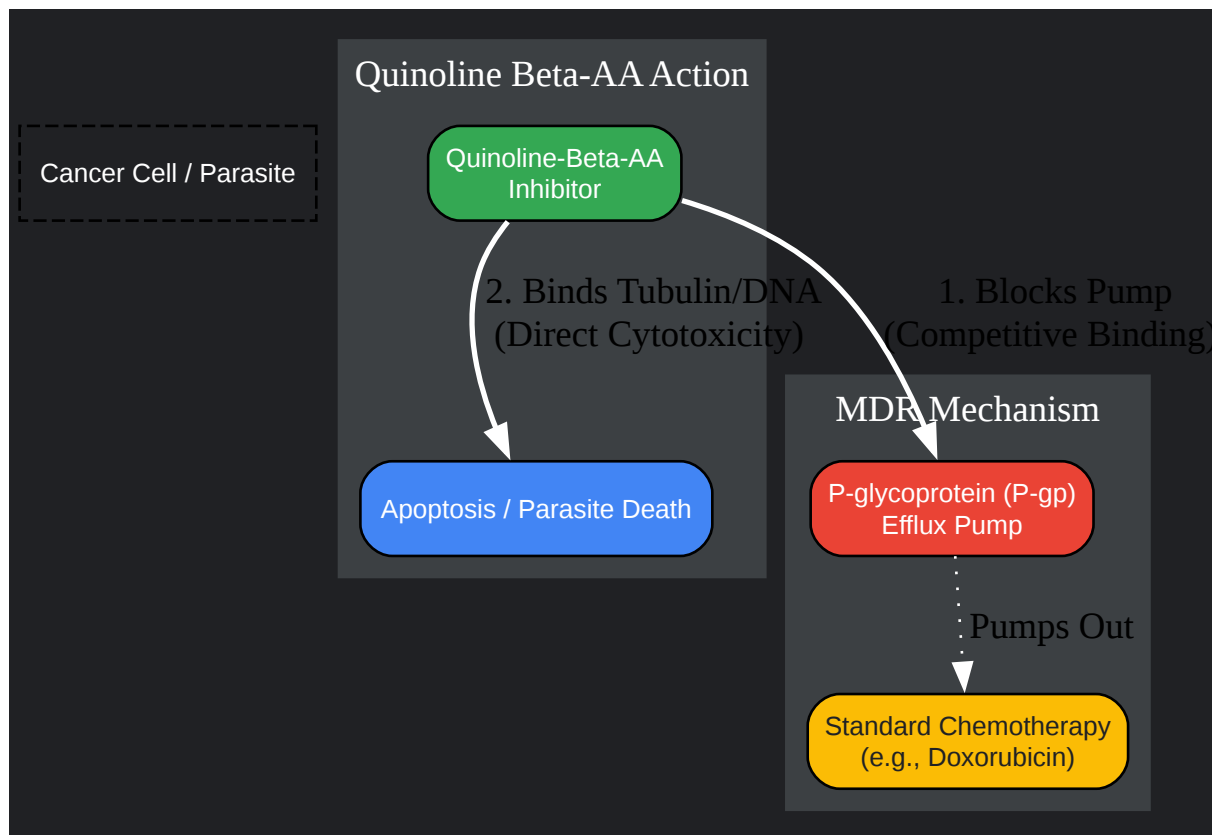 Quinoline Beta-AA Action
Cancer Cell / Parasite
Quinoline-Beta-AA
Inhibitor
2. Binds Tubulin/DNA
(Direct Cytotoxicity)
1. Blocks Pump
(Competitive Binding)
MDR Mechanism
Apoptosis / Parasite Death
P-glycoprotein (P-gp)
Efflux Pump
Pumps Out
Standard Chemotherapy
(e.g., Doxorubicin)